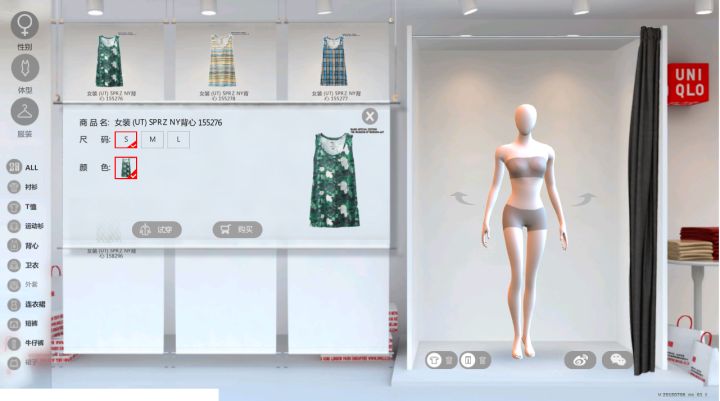 性别
体型
服装
ALL
衬衫
T恤
运动衫
背心
卫衣
外套
连衣裙
短裤
牛仔裤
裙子
女装 (UT) SPRZ NY背
心 155276
女装 (UT) SPRZ NY背
心 155278
女装 (UT) SPRZ NY背
心 155277
商品名: 女装 (UT) SPRZ NY背心 155276
尺 码: S M L
颜 色:
试穿
购买
女装 (UT) SPRZ NY背
心 158296
UNI
QLO